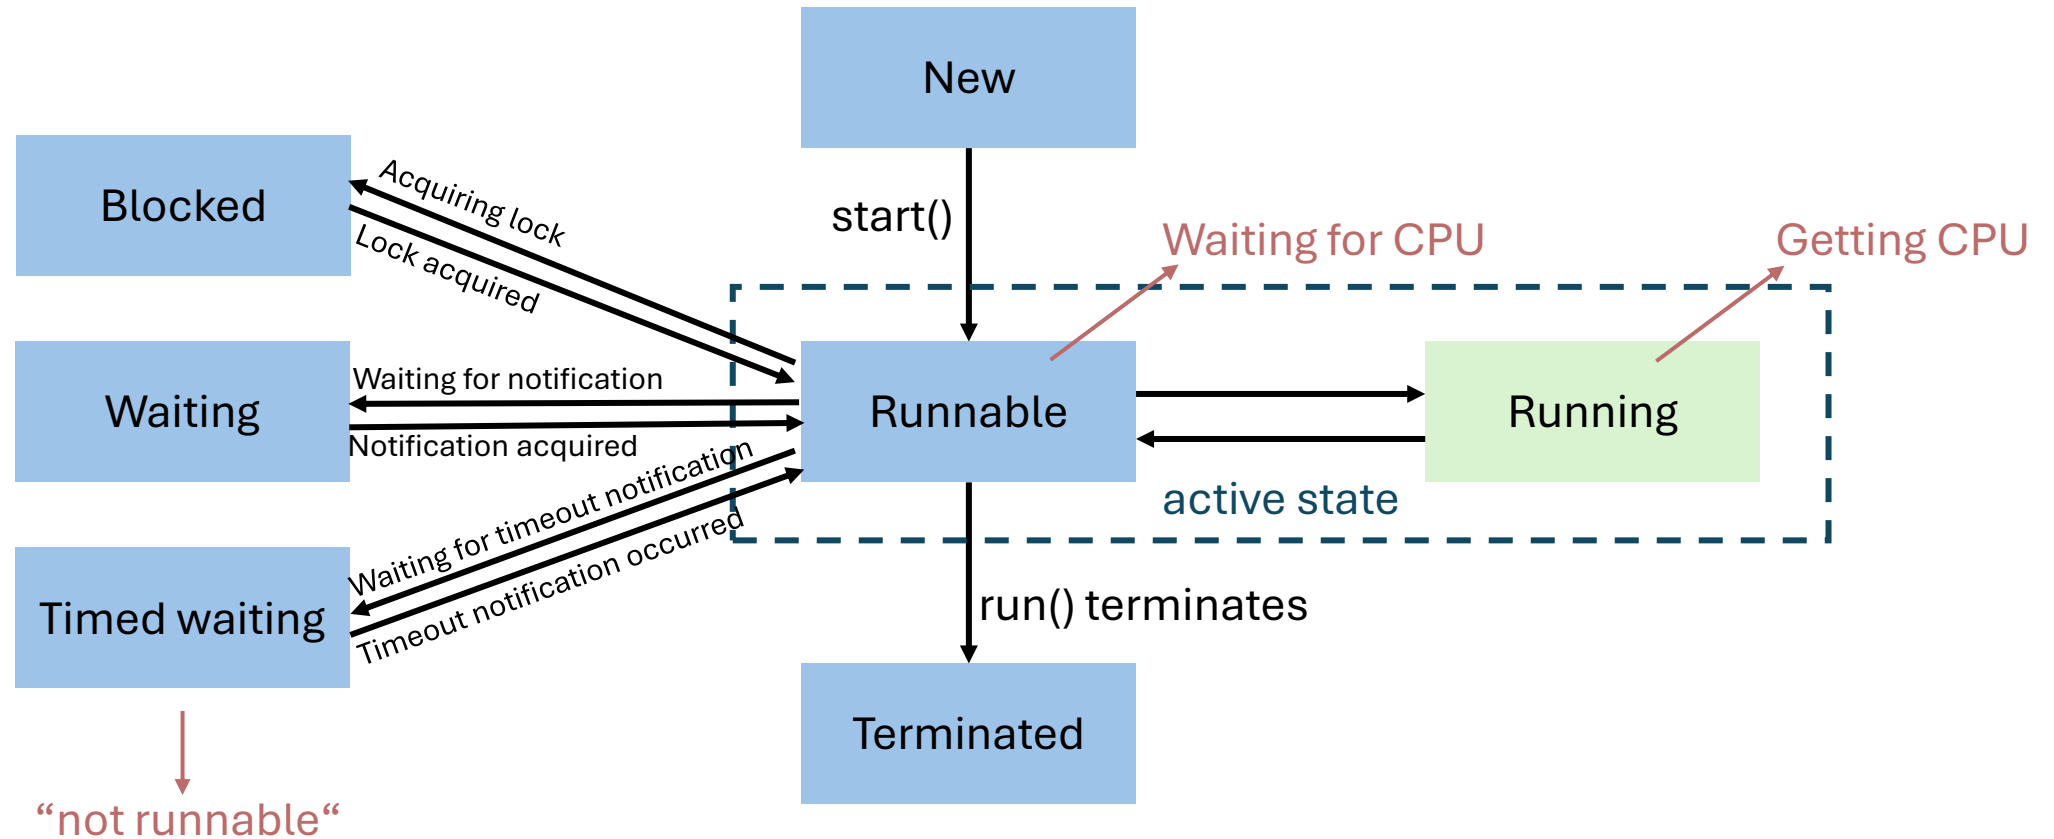 New
Blocked
Acquiring lock
Lock acquired
start()
Waiting for CPU
Getting CPU
Waiting
Waiting for notification
Notification acquired
Runnable
Running
active state
Timed waiting
Waiting for timeout notification
Timeout notification occurred
run() terminates
Terminated
“not runnable“